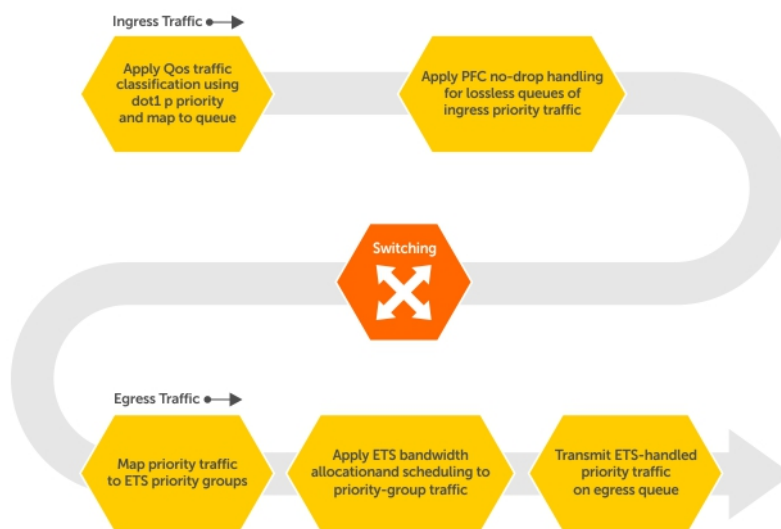 Ingress Traffic
Apply Qos traffic
classification using
dot1 p priority
and map to queue
Apply PFC no-drop handling
for lossless queues of
ingress priority traffic
Switching
Egress Traffic
Map priority traffic
to ETS priority groups
Apply ETS bandwidth
allocationand scheduling to
priority-group traffic
Transmit ETS-handled
priority traffic
on egress queue